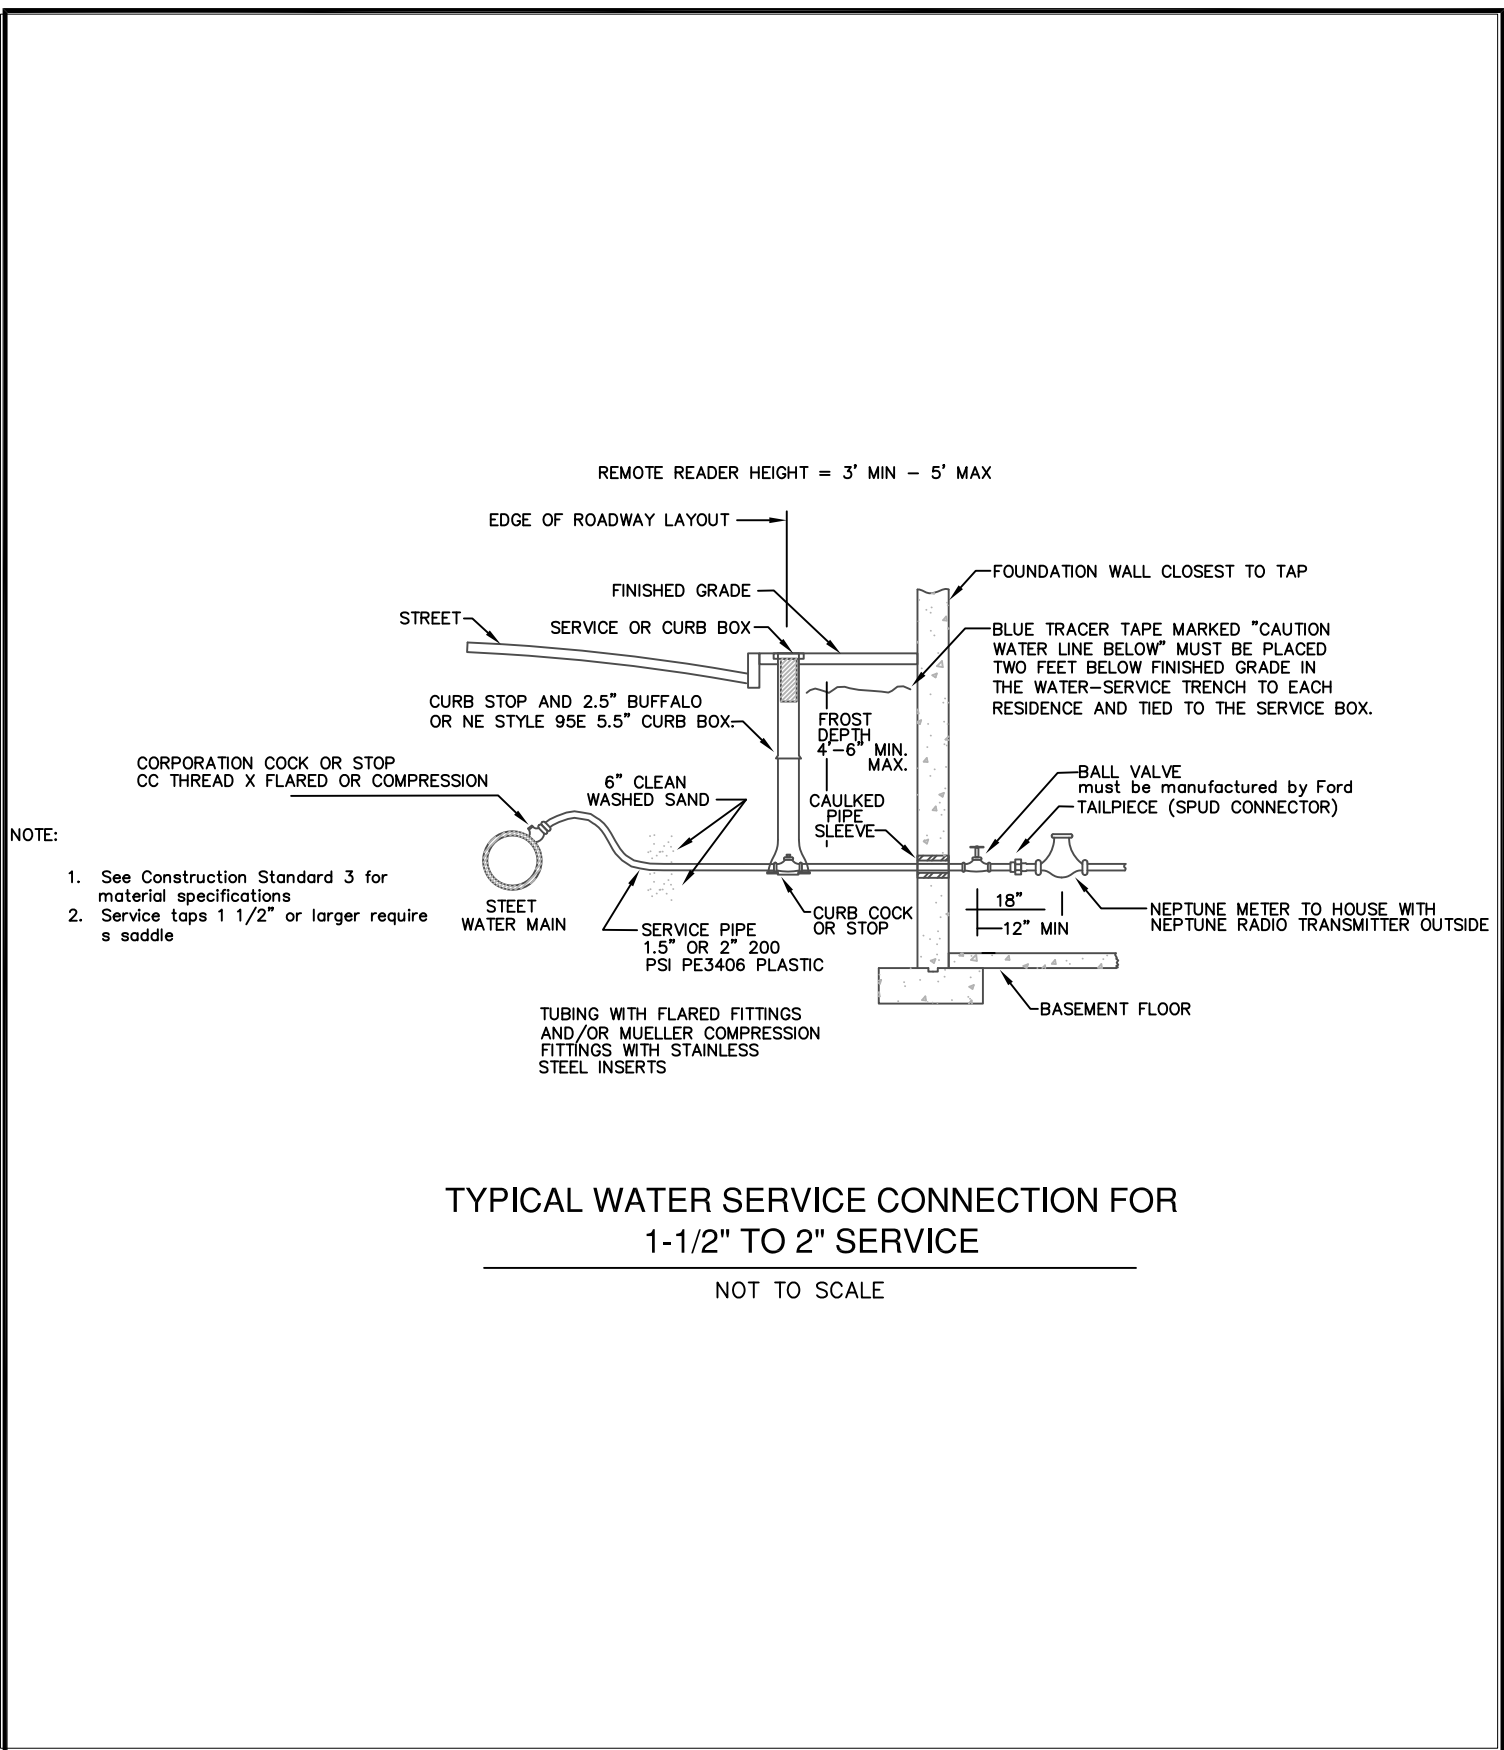 REMOTE READER HEIGHT = 3' MIN - 5' MAX
EDGE OF ROADWAY LAYOUT
FOUNDATION WALL CLOSEST TO TAP
FINISHED GRADE
STREET
SERVICE OR CURB BOX
BLUE TRACER TAPE MARKED "CAUTION
WATER LINE BELOW" MUST BE PLACED
TWO FEET BELOW FINISHED GRADE IN
THE WATER-SERVICE TRENCH TO EACH
RESIDENCE AND TIED TO THE SERVICE BOX.
CURB STOP AND 2.5" BUFFALO
OR NE STYLE 95E 5.5" CURB BOX.
FROST
DEPTH
4'-6" MIN.
MAX.
CORPORATION COCK OR STOP
CC THREAD X FLARED OR COMPRESSION
6" CLEAN
WASHED SAND
CAULKED
PIPE
SLEEVE
BALL VALVE
must be manufactured by Ford
TAILPIECE (SPUD CONNECTOR)
NOTE:
1. See Construction Standard 3 for
material specifications
2. Service taps 1 1/2" or larger require
s saddle
STEET
WATER MAIN
SERVICE PIPE
1.5" OR 2" 200
PSI PE3406 PLASTIC
CURB COCK
OR STOP
18"
12" MIN
NEPTUNE METER TO HOUSE WITH
NEPTUNE RADIO TRANSMITTER OUTSIDE
BASEMENT FLOOR
TUBING WITH FLARED FITTINGS
AND/OR MUELLER COMPRESSION
FITTINGS WITH STAINLESS
STEEL INSERTS
TYPICAL WATER SERVICE CONNECTION FOR
1-1/2" TO 2" SERVICE
NOT TO SCALE